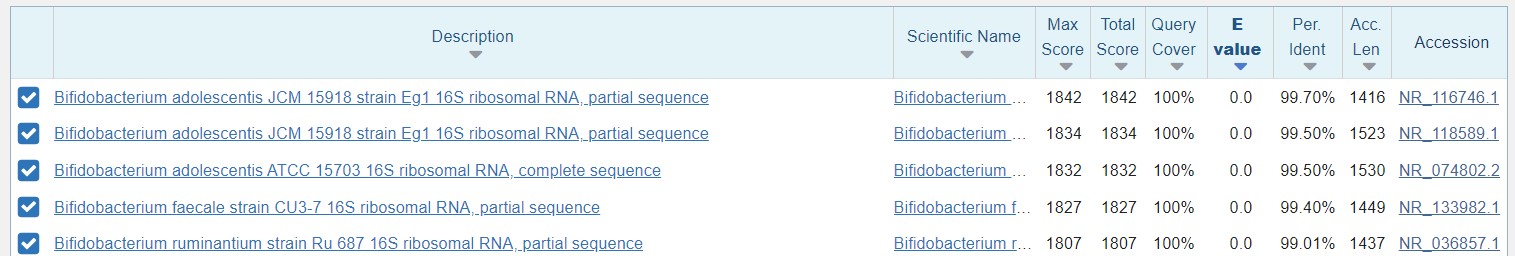 Description Scientific Name Max Score Total Score Query Cover E value Per. Ident Acc. Len Accession
Bifidobacterium adolescentis JCM 15918 strain Eg1 16S ribosomal RNA, partial sequence Bifidobacterium ... 1842 1842 100% 0.0 99.70% 1416 NR_116746.1
Bifidobacterium adolescentis JCM 15918 strain Eg1 16S ribosomal RNA, partial sequence Bifidobacterium ... 1834 1834 100% 0.0 99.50% 1523 NR_118589.1
Bifidobacterium adolescentis ATCC 15703 16S ribosomal RNA, complete sequence Bifidobacterium ... 1832 1832 100% 0.0 99.50% 1530 NR_074802.2
Bifidobacterium faecale strain CU3-7 16S ribosomal RNA, partial sequence Bifidobacterium f... 1827 1827 100% 0.0 99.40% 1449 NR_133982.1
Bifidobacterium ruminantium strain Ru 687 16S ribosomal RNA, partial sequence Bifidobacterium r... 1807 1807 100% 0.0 99.01% 1437 NR_036857.1